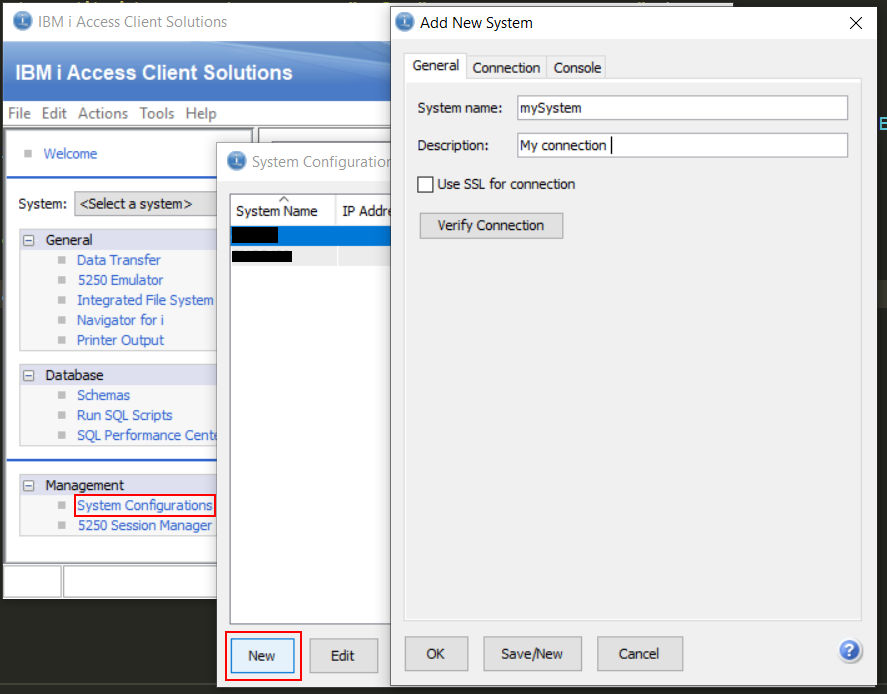 IBM i Access Client Solutions
IBM i Access Client Solutions
File Edit Actions Tools Help
Welcome
System: <Select a system>
General
Data Transfer
5250 Emulator
Integrated File System
Navigator for i
Printer Output
Database
Schemas
Run SQL Scripts
SQL Performance Cente
Management
System Configurations
5250 Session Manager
System Configuration
System Name IP Addre
New Edit
Add New System
General Connection Console
System name: mySystem
Description: My connection
Use SSL for connection
Verify Connection
OK Save/New Cancel
?
E